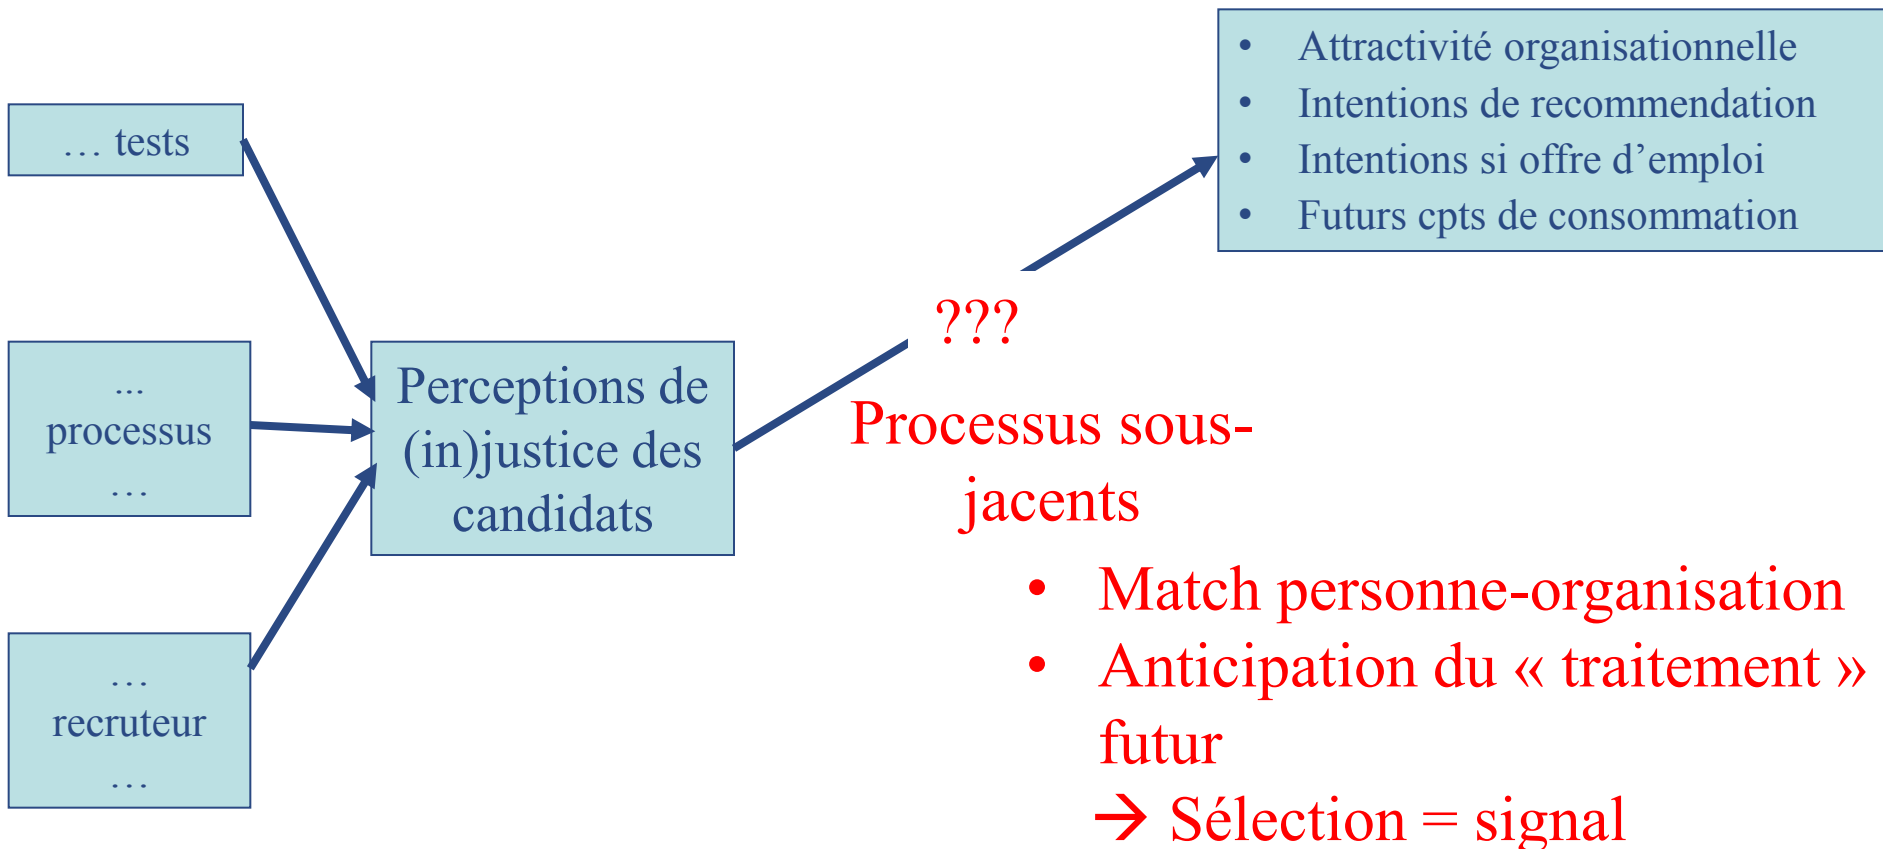 … tests
...
processus
…
…
recruteur
…
Perceptions de
(in)justice des
candidats
• Attractivité organisationnelle
• Intentions de recommendation
• Intentions si offre d’emploi
• Futurs cpts de consommation
???
Processus sous-
jacents
• Match personne-organisation
• Anticipation du « traitement »
futur
→ Sélection = signal